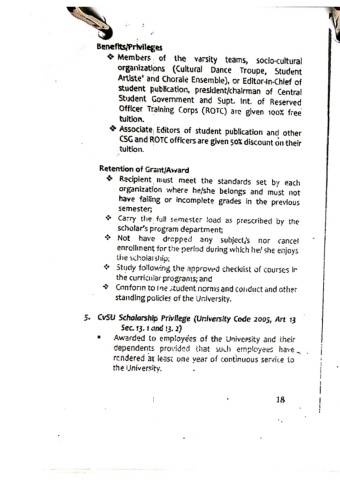 Benefits/Privileges
❖ Members of the varsity teams, socio-cultural
organizations (Cultural Dance Troupe, Student
Artiste' and Chorale Ensemble), or Editor-in-Chief of
student publication, president/chairman of Central
Student Government and Supt. Int. of Reserved
Officer Training Corps (ROTC) are given 100% free
tuition.
❖ Associate Editors of student publication and other
CSG and ROTC officers are given 50% discount on their
tuition.
Retention of Grant/Award
❖ Recipient must meet the standards set by each
organization where he/she belongs and must not
have failing or incomplete grades in the previous
semester;
❖ Carry the full semester load as prescribed by the
scholar's program department;
❖ Not have dropped any subject/s nor cancel
enrollment for the period during which he/she enjoys
the scholarship;
❖ Study following the approved checklist of courses in
the curricular programs; and
❖ Conform to the student norms and conduct and other
standing policies of the University.
5. CvSU Scholarship Privilege (University Code 2005, Art 13
Sec. 13. 1 and 13. 2)
▪ Awarded to employees of the University and their
dependents provided that such employees have
rendered at least one year of continuous service to
the University.
18